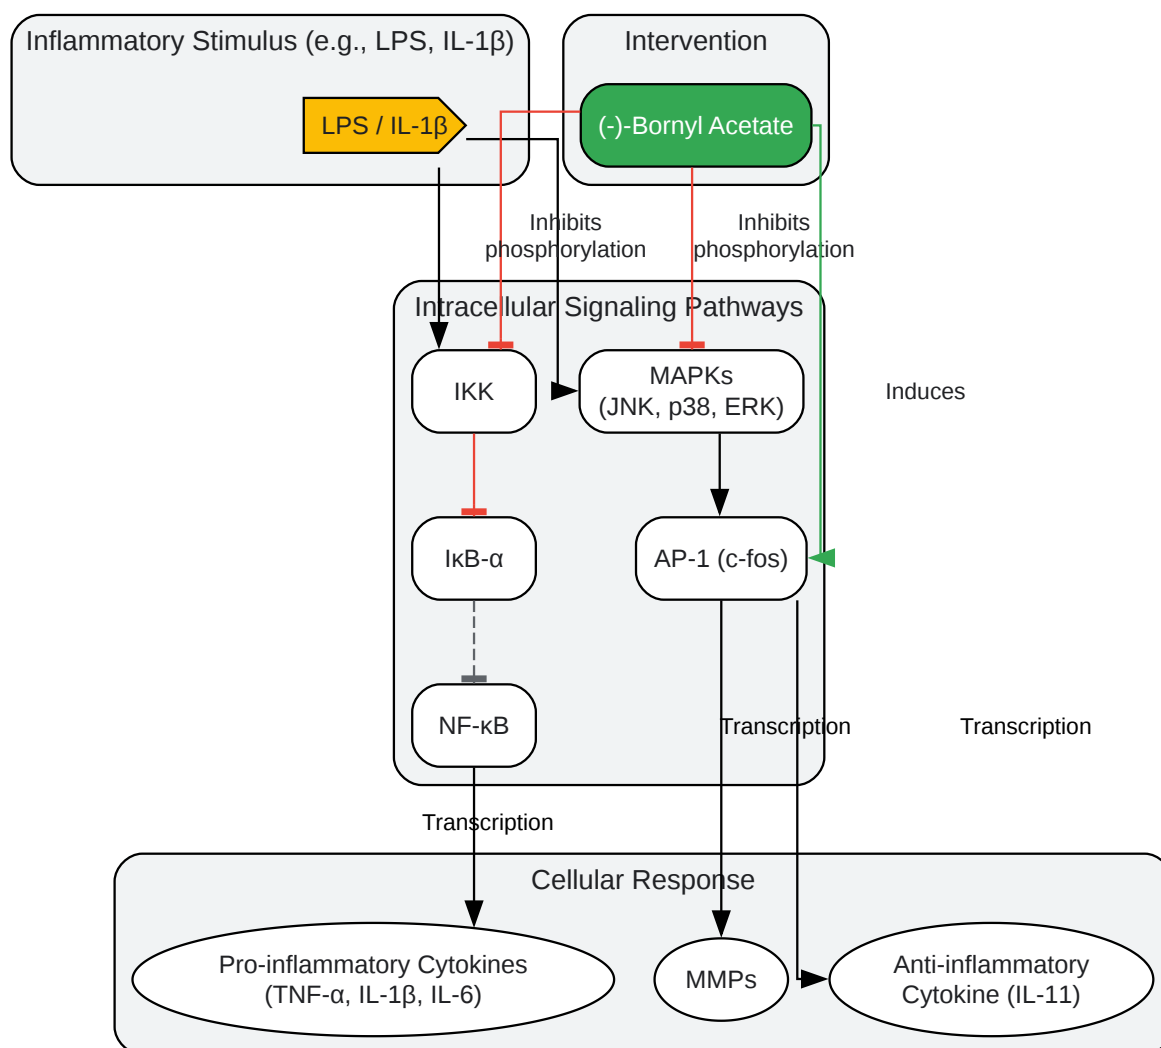 Inflammatory Stimulus (e.g., LPS, IL-1β)
Intervention
LPS / IL-1β
(-)-Bornyl Acetate
Inhibits
phosphorylation
Inhibits
phosphorylation
Intracellular Signaling Pathways
IKK
MAPKs
(JNK, p38, ERK)
Induces
IκB-α
AP-1 (c-fos)
NF-κB
Transcription
Transcription
Transcription
Cellular Response
Pro-inflammatory Cytokines
(TNF-α, IL-1β, IL-6)
MMPs
Anti-inflammatory
Cytokine (IL-11)